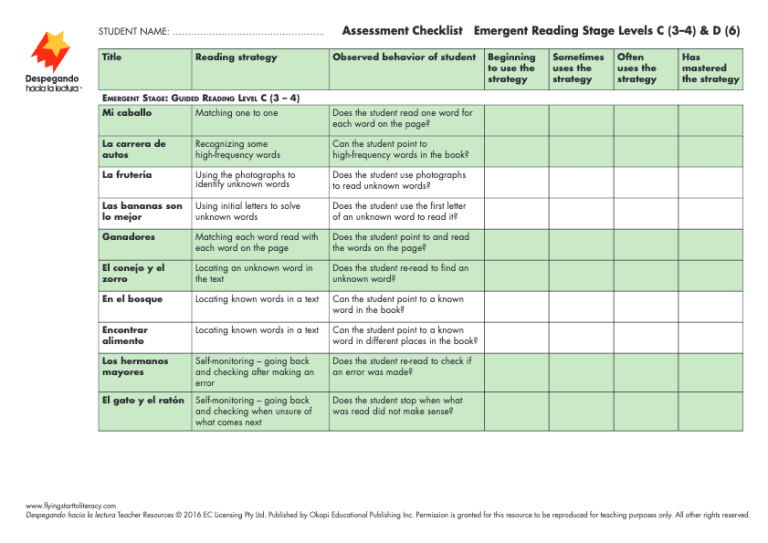 STUDENT NAME: ...................................................
Assessment Checklist Emergent Reading Stage Levels C (3–4) & D (6)
Despegando
hacia la lectura™
Title
Reading strategy
Observed behavior of student
Beginning
to use the
strategy
Sometimes
uses the
strategy
Often
uses the
strategy
Has
mastered
the strategy
Emergent Stage: Guided Reading Level C (3 – 4)
Mi caballo
Matching one to one
Does the student read one word for
each word on the page?
La carrera de
autos
Recognizing some
high-frequency words
Can the student point to
high-frequency words in the book?
La frutería
Using the photographs to
identify unknown words
Does the student use photographs
to read unknown words?
Las bananas son
lo mejor
Using initial letters to solve
unknown words
Does the student use the first letter
of an unknown word to read it?
Ganadores
Matching each word read with
each word on the page
Does the student point to and read
the words on the page?
El conejo y el
zorro
Locating an unknown word in
the text
Does the student re-read to find an
unknown word?
En el bosque
Locating known words in a text
Can the student point to a known
word in the book?
Encontrar
alimento
Locating known words in a text
Can the student point to a known
word in different places in the book?
Los hermanos
mayores
Self-monitoring – going back
and checking after making an
error
Does the student re-read to check if
an error was made?
El gato y el ratón
Self-monitoring – going back
and checking when unsure of
what comes next
Does the student stop when what
was read did not make sense?
www.flyingstarttoliteracy.com
Despegando hacia la lectura Teacher Resources © 2016 EC Licensing Pty Ltd. Published by Okapi Educational Publishing Inc. Permission is granted for this resource to be reproduced for teaching purposes only. All other rights reserved.